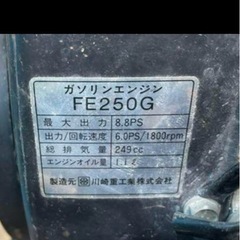 ガソリンエンジン
FE250G
最大出力 8.8PS
出力/回転速度 6.0PS/1800rpm
総排気量 249cc
エンジンオイル量 1.1ℓ
製造元 川崎重工業株式会社